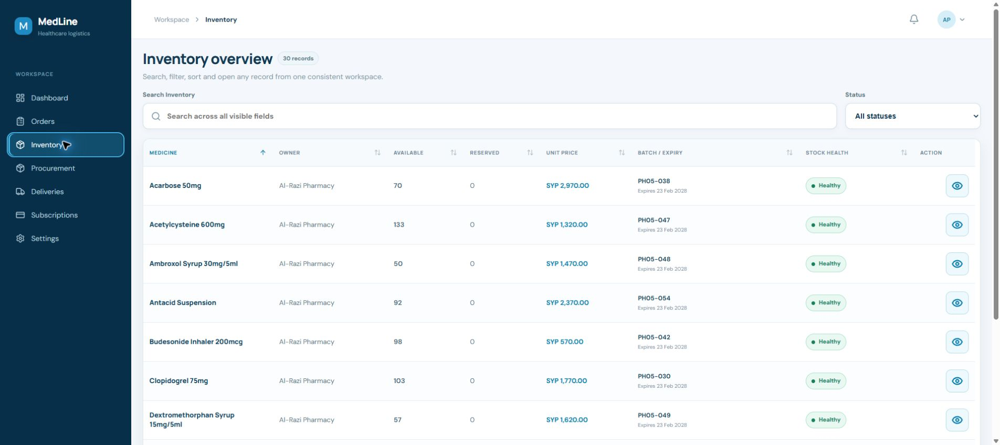 M
MedLine
Healthcare logistics
WORKSPACE
Dashboard
Orders
Inventory
Procurement
Deliveries
Subscriptions
Settings
Workspace > Inventory
AP
Inventory overview 30 records
Search, filter, sort and open any record from one consistent workspace.
Search Inventory Status
Search across all visible fields All statuses
MEDICINE OWNER AVAILABLE RESERVED UNIT PRICE BATCH / EXPIRY STOCK HEALTH ACTION
Acarbose 50mg Al-Razi Pharmacy 70 0 SYP 2,970.00 PH05-038 Healthy
Expires 23 Feb 2028
Acetylcysteine 600mg Al-Razi Pharmacy 133 0 SYP 1,320.00 PH05-047 Healthy
Expires 23 Feb 2028
Ambroxol Syrup 30mg/5ml Al-Razi Pharmacy 50 0 SYP 1,470.00 PH05-048 Healthy
Expires 23 Feb 2028
Antacid Suspension Al-Razi Pharmacy 92 0 SYP 2,370.00 PH05-054 Healthy
Expires 23 Feb 2028
Budesonide Inhaler 200mcg Al-Razi Pharmacy 98 0 SYP 570.00 PH05-042 Healthy
Expires 23 Feb 2028
Clopidogrel 75mg Al-Razi Pharmacy 103 0 SYP 1,770.00 PH05-030 Healthy
Expires 23 Feb 2028
Dextromethorphan Syrup Al-Razi Pharmacy 57 0 SYP 1,620.00 PH05-049 Healthy
15mg/5ml Expires 23 Feb 2028